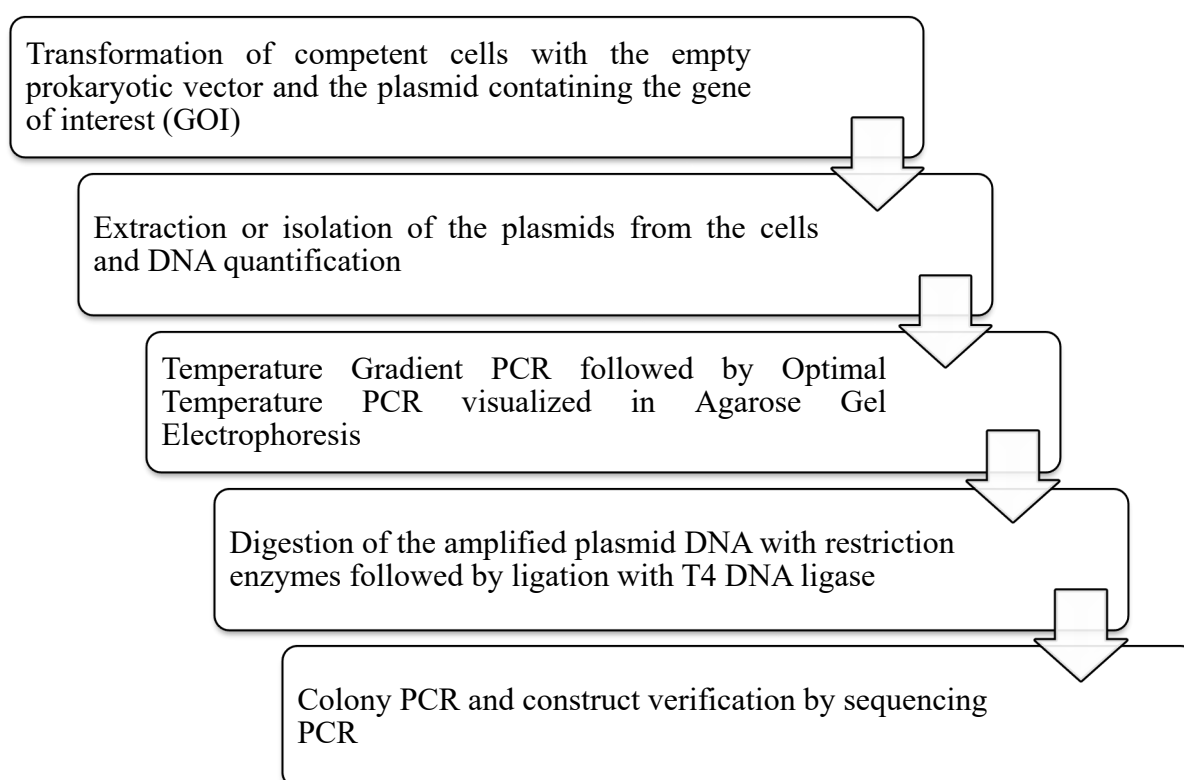 Transformation of competent cells with the empty
prokaryotic vector and the plasmid contatining the gene
of interest (GOI)
Extraction or isolation of the plasmids from the cells
and DNA quantification
Temperature Gradient PCR followed by Optimal
Temperature PCR visualized in Agarose Gel
Electrophoresis
Digestion of the amplified plasmid DNA with restriction
enzymes followed by ligation with T4 DNA ligase
Colony PCR and construct verification by sequencing
PCR